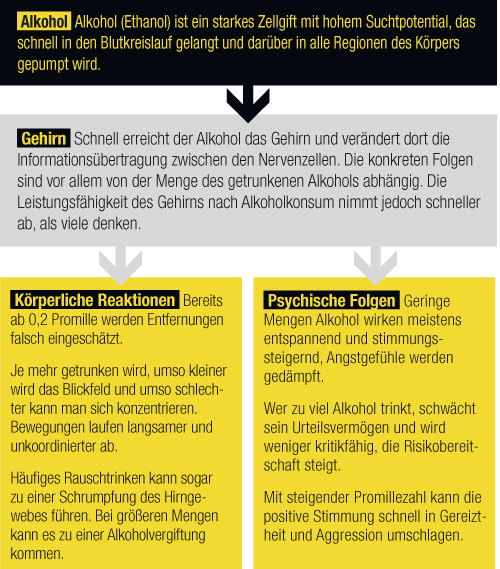 Alkohol Alkohol (Ethanol) ist ein starkes Zellgift mit hohem Suchtpotential, das
schnell in den Blutkreislauf gelangt und darüber in alle Regionen des Körpers
gepumpt wird.
Gehirn Schnell erreicht der Alkohol das Gehirn und verändert dort die
Informationsübertragung zwischen den Nervenzellen. Die konkreten Folgen
sind vor allem von der Menge des getrunkenen Alkohols abhängig. Die
Leistungsfähigkeit des Gehirns nach Alkoholkonsum nimmt jedoch schneller
ab, als viele denken.
Körperliche Reaktionen Bereits
ab 0,2 Promille werden Entfernungen
falsch eingeschätzt.
Je mehr getrunken wird, umso kleiner
wird das Blickfeld und umso schlech-
ter kann man sich konzentrieren.
Bewegungen laufen langsamer und
unkoordinierter ab.
Häufiges Rauschtrinken kann sogar
zu einer Schrumpfung des Hirnge-
webes führen. Bei größeren Mengen
kann es zu einer Alkoholvergiftung
kommen.
Psychische Folgen Geringe
Mengen Alkohol wirken meistens
entspannend und stimmungs-
steigernd, Angstgefühle werden
gedämpft.
Wer zu viel Alkohol trinkt, schwächt
sein Urteilsvermögen und wird
weniger kritikfähig, die Risikobereit-
schaft steigt.
Mit steigender Promillezahl kann die
positive Stimmung schnell in Gereizt-
heit und Aggression umschlagen.